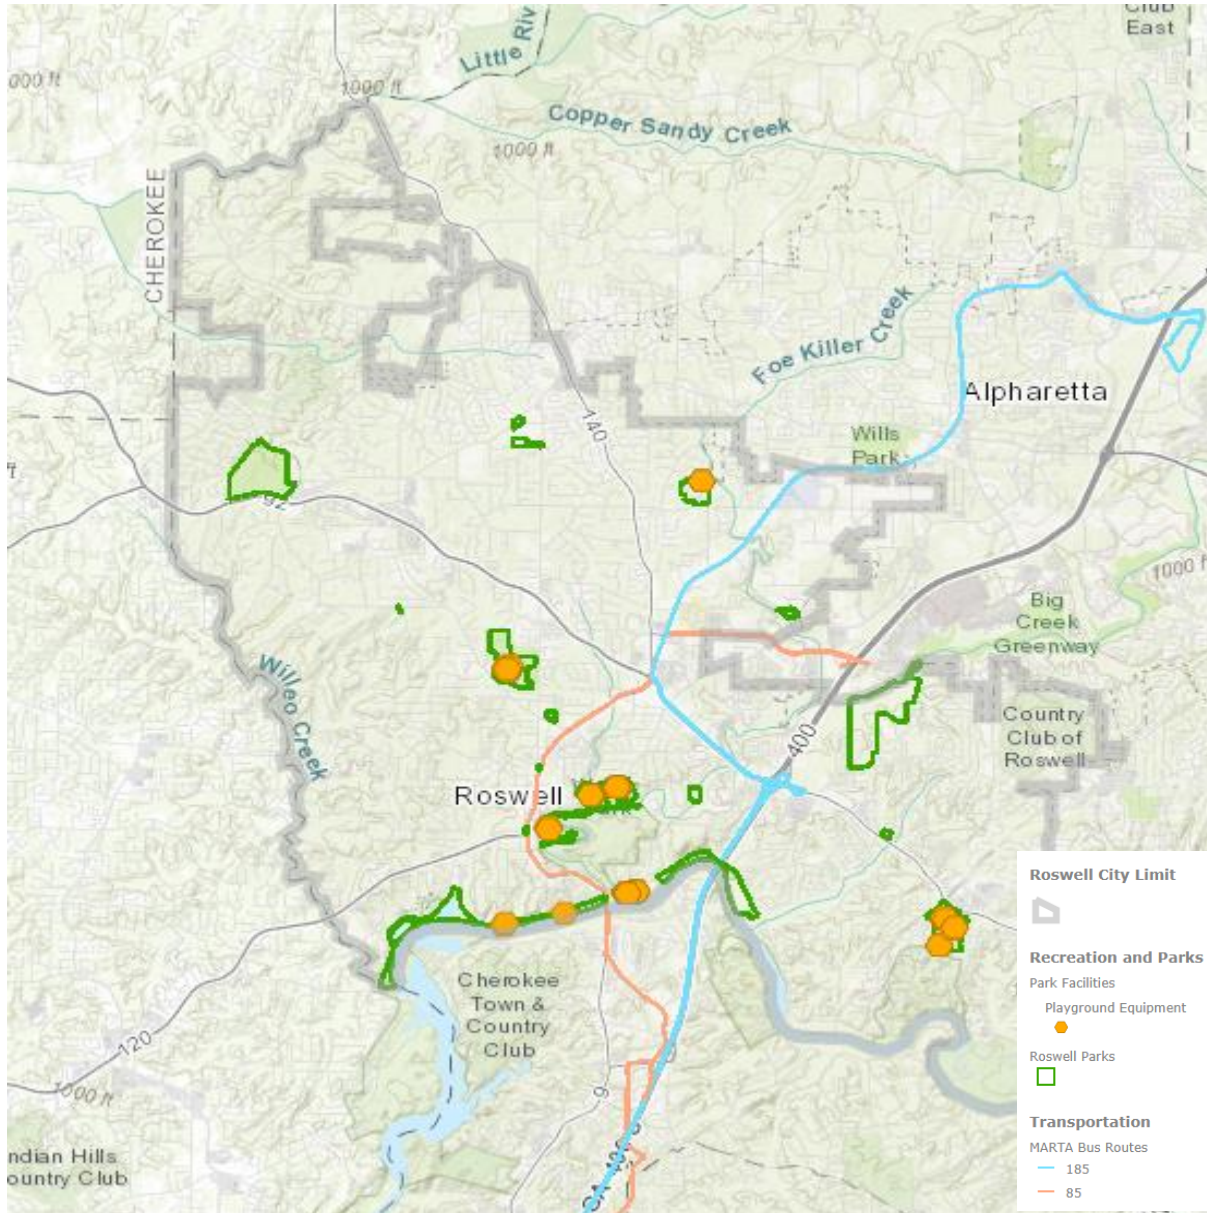 Club
East
Little Riv
000 ft
1000 ft
Copper Sandy Creek
1000 ft
CHEROKEE
Foe Killer Creek
Alpharetta
140
Wills
Park
ft
92
1000 f
Big
Creek
Greenway
Willeo Creek
Country
Club of
Roswell
400
Roswell
Park
Roswell City Limit
Recreation and Parks
Park Facilities
Playground Equipment
Roswell Parks
Transportation
MARTA Bus Routes
185
85
Cherokee
Town &
Country
Club
120
1000 ft
9
ndian Hills
ountry Club